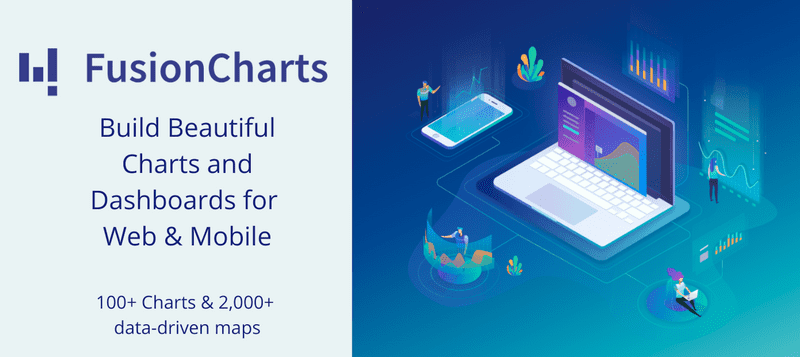 FusionCharts
Build Beautiful
Charts and
Dashboards for
Web & Mobile
100+ Charts & 2,000+
data-driven maps